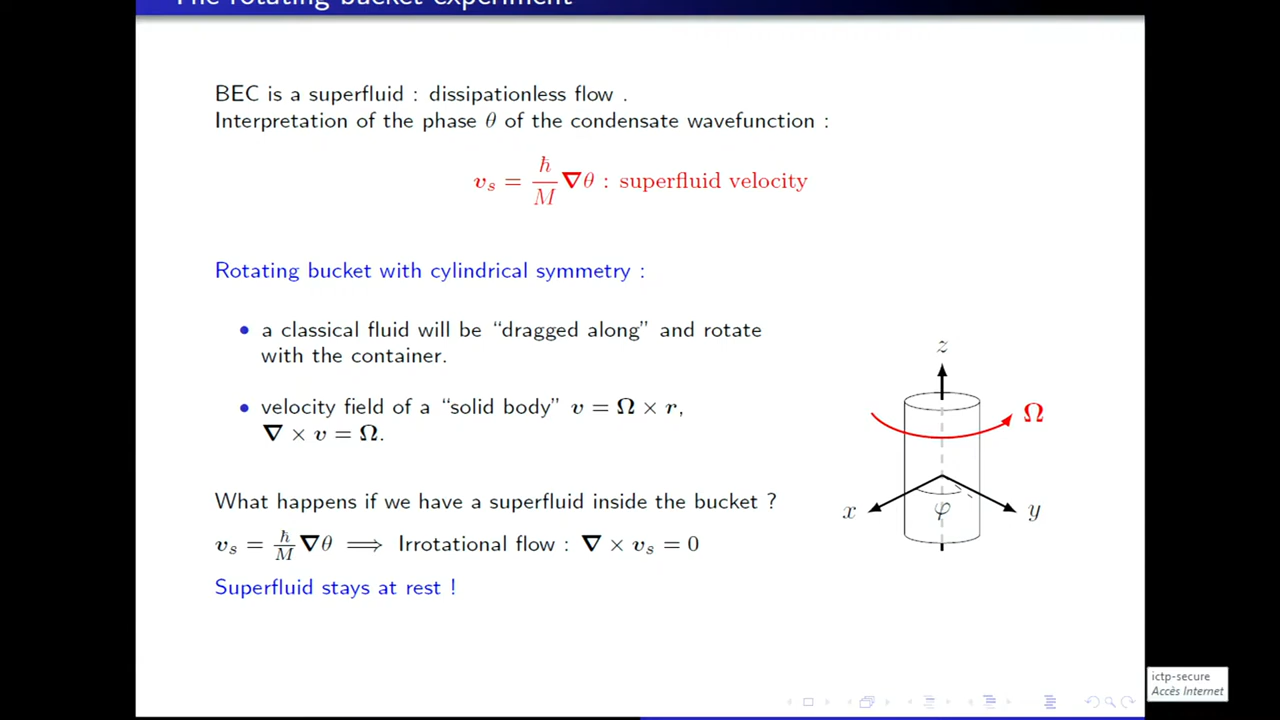 The rotating bucket experiment
BEC is a superfluid : dissipationless flow .
Interpretation of the phase θ of the condensate wavefunction :
v_s = ħ/M ∇θ : superfluid velocity
Rotating bucket with cylindrical symmetry :
• a classical fluid will be “dragged along” and rotate
with the container.
• velocity field of a “solid body” v = Ω × r,
∇ × v = Ω.
z
Ω
x
φ
y
What happens if we have a superfluid inside the bucket ?
v_s = ħ/M ∇θ ⟹ Irrotational flow : ∇ × v_s = 0
Superfluid stays at rest !
ictp-secure
Accès Internet